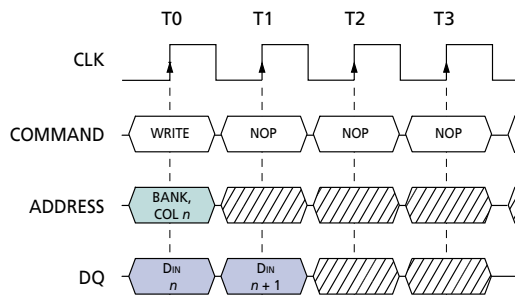 T0 T1 T2 T3
CLK
COMMAND WRITE NOP NOP NOP
ADDRESS BANK,
COL n
DQ DIN DIN
n n + 1